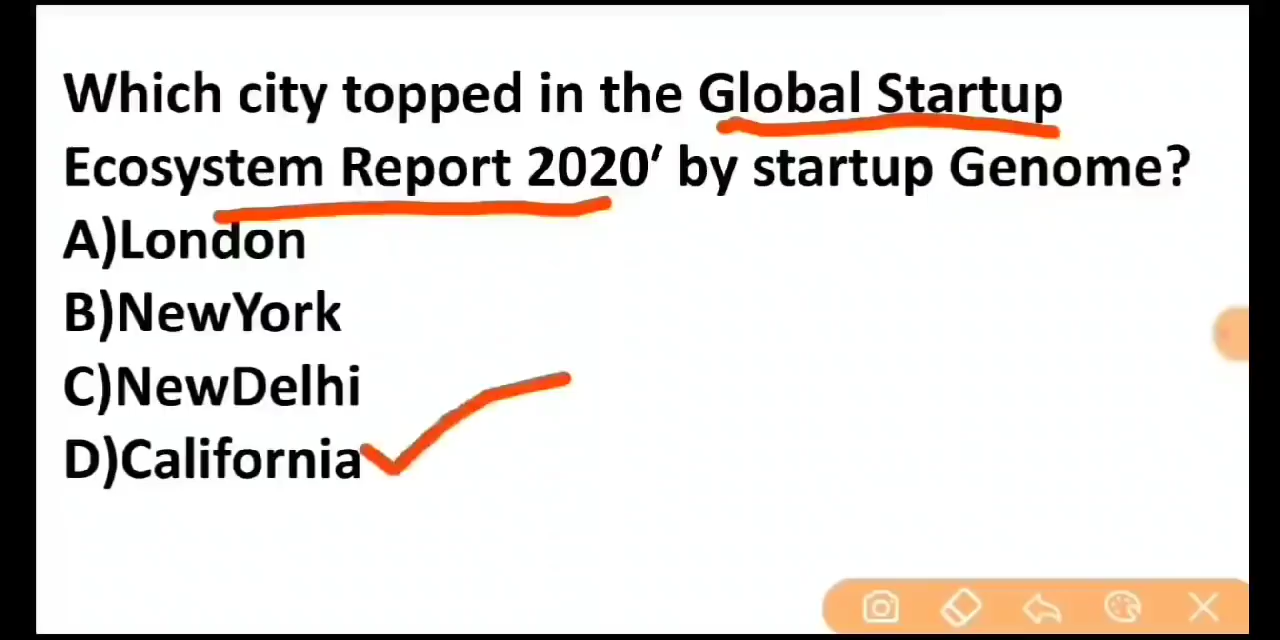 Which city topped in the Global Startup
Ecosystem Report 2020′ by startup Genome?
A)London
B)NewYork
C)NewDelhi
D)California